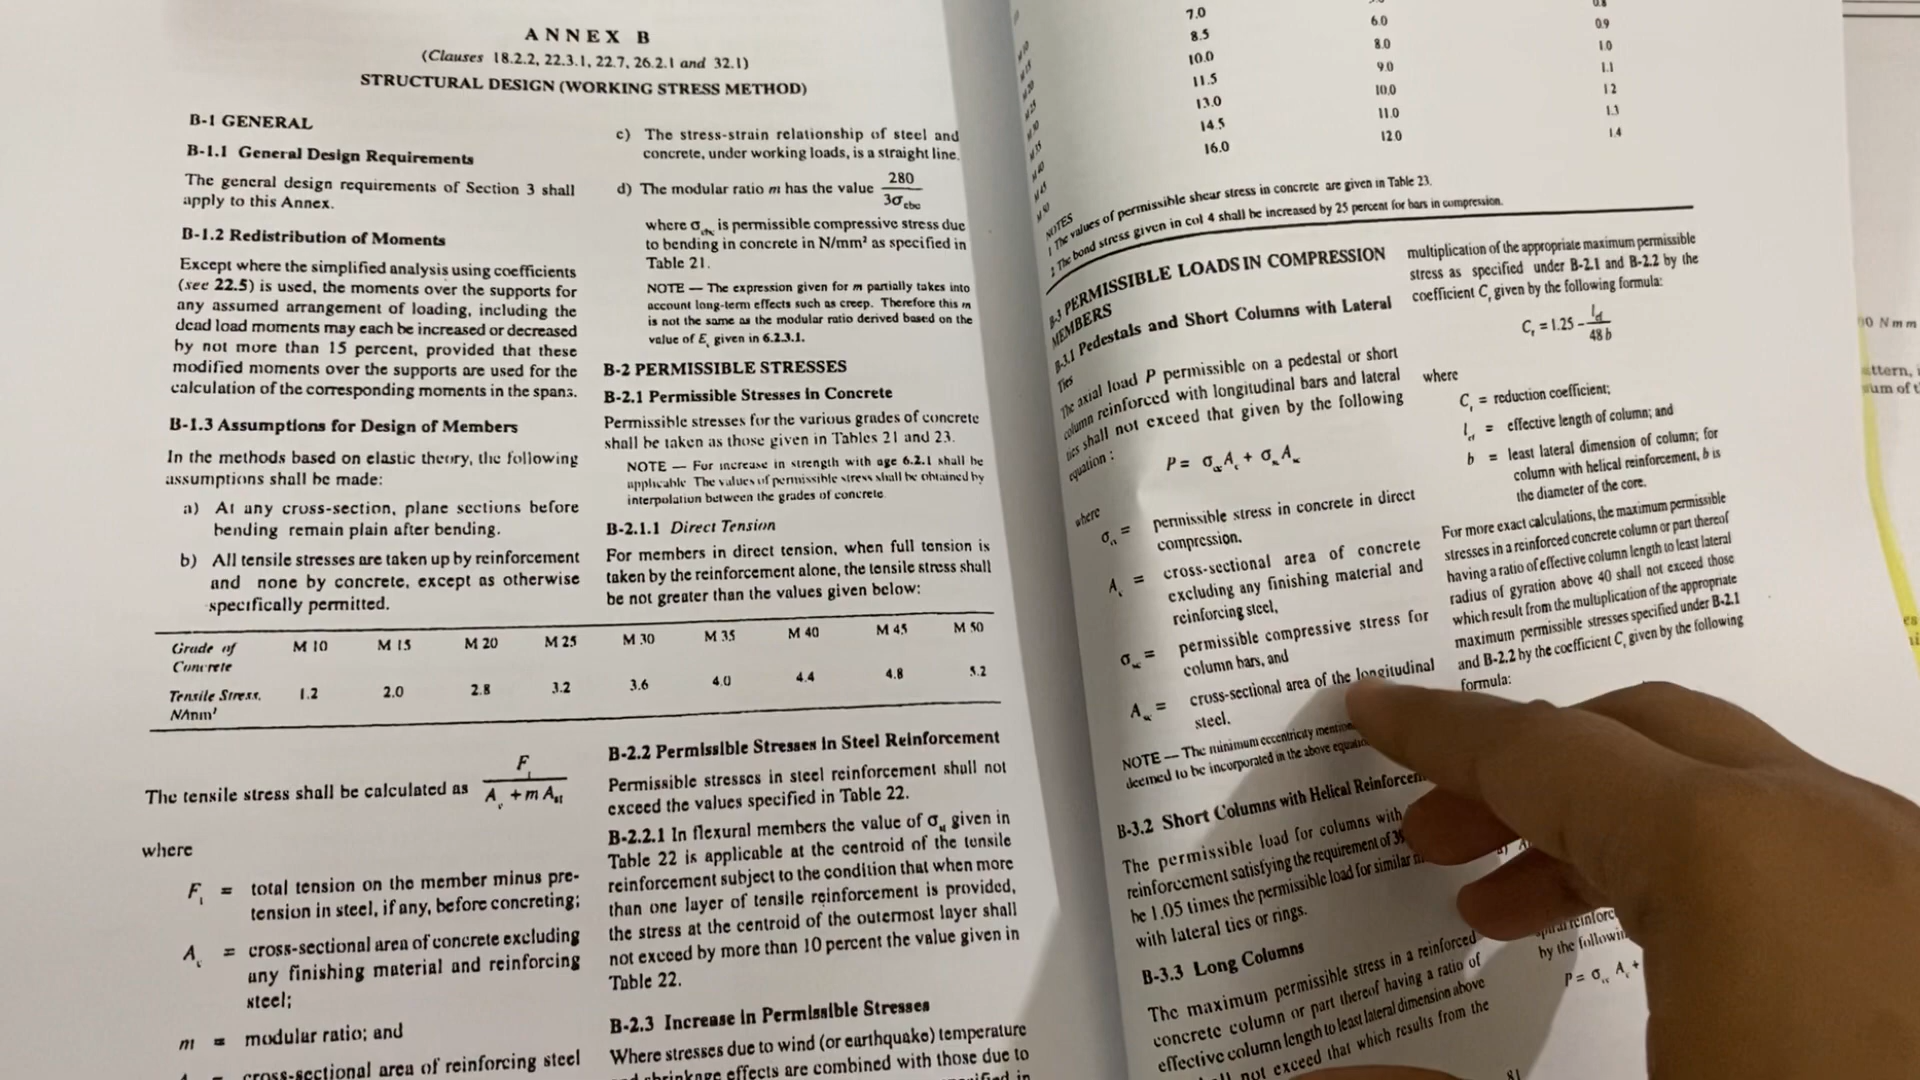 ANNEX B
(Clauses 18.2.2, 22.3.1, 22.7, 26.2.1 and 32.1)
STRUCTURAL DESIGN (WORKING STRESS METHOD)
B-1 GENERAL
B-1.1 General Design Requirements
The general design requirements of Section 3 shall
apply to this Annex.
B-1.2 Redistribution of Moments
Except where the simplified analysis using coefficients
(see 22.5) is used, the moments over the supports for
any assumed arrangement of loading, including the
dead load moments may each be increased or decreased
by not more than 15 percent, provided that these
modified moments over the supports are used for the
calculation of the corresponding moments in the spans.
B-1.3 Assumptions for Design of Members
In the methods based on elastic theory, the following
assumptions shall be made:
a) At any cross-section, plane sections before
bending remain plain after bending.
b) All tensile stresses are taken up by reinforcement
and none by concrete, except as otherwise
specifically permitted.
c) The stress-strain relationship of steel and
concrete, under working loads, is a straight line.
d) The modular ratio m has the value 280
3σcbc
where σcbc is permissible compressive stress due
to bending in concrete in N/mm² as specified in
Table 21.
NOTE — The expression given for m partially takes into
account long-term effects such as creep. Therefore this m
is not the same as the modular ratio derived based on the
value of Ec given in 6.2.3.1.
B-2 PERMISSIBLE STRESSES
B-2.1 Permissible Stresses in Concrete
Permissible stresses for the various grades of concrete
shall be taken as those given in Tables 21 and 23.
NOTE — For increase in strength with age 6.2.1 shall be
applicable The values of permissible stress shall be obtained by
interpolation between the grades of concrete
B-2.1.1 Direct Tension
For members in direct tension, when full tension is
taken by the reinforcement alone, the tensile stress shall
be not greater than the values given below:
Grade of M 10 M 15 M 20 M 25 M 30 M 35 M 40 M 45 M 50
Concrete
Tensile Stress, 1.2 2.0 2.8 3.2 3.6 4.0 4.4 4.8 5.2
N/mm²
The tensile stress shall be calculated as Ft
Ac + m Ast
where
Ft = total tension on the member minus pre-
tension in steel, if any, before concreting;
Ac = cross-sectional area of concrete excluding
any finishing material and reinforcing
steel;
m = modular ratio; and
cross-sectional area of reinforcing steel
B-2.2 Permissible Stresses in Steel Reinforcement
Permissible stresses in steel reinforcement shall not
exceed the values specified in Table 22.
B-2.2.1 In flexural members the value of σst given in
Table 22 is applicable at the centroid of the tensile
reinforcement subject to the condition that when more
than one layer of tensile reinforcement is provided,
the stress at the centroid of the outermost layer shall
not exceed by more than 10 percent the value given in
Table 22.
B-2.3 Increase in Permissible Stresses
Where stresses due to wind (or earthquake) temperature
and shrinkage effects are combined with those due to
7.0 6.0 0.9
8.5 8.0 1.0
10.0 9.0 1.1
11.5 10.0 1 2
13.0 11.0 1.3
14.5 12.0 1.4
16.0
NOTES
1 The values of permissible shear stress in concrete are given in Table 23.
2 The bond stress given in col 4 shall be increased by 25 percent for bars in compression.
B-3 PERMISSIBLE LOADS IN COMPRESSION
MEMBERS
B-3.1 Pedestals and Short Columns with Lateral
Ties
The axial load P permissible on a pedestal or short
column reinforced with longitudinal bars and lateral
ties shall not exceed that given by the following
equation :
P = σcc Ac + σsc Asc
where
σcc = permissible stress in concrete in direct
compression,
Ac = cross-sectional area of concrete
excluding any finishing material and
reinforcing steel,
σsc = permissible compressive stress for
column bars, and
Asc = cross-sectional area of the longitudinal
steel.
NOTE — The minimum eccentricity
deemed to be incorporated in the above
B-3.2 Short Columns with Helical
The permissible load for columns with
reinforcement satisfying the requirement of
be 1.05 times the permissible load for similar
with lateral ties or rings.
B-3.3 Long Columns
The maximum permissible stress in a reinforced
concrete column or part thereof having a ratio of
effective column length to least lateral dimension above
not exceed that which results from the
multiplication of the appropriate maximum permissible
stress as specified under B-2.1 and B-2.2 by the
coefficient Cr given by the following formula:
Cr = 1.25 - lef
48 b
where
Cr = reduction coefficient;
lef = effective length of column; and
b = least lateral dimension of column; for
column with helical reinforcement, b is
the diameter of the core.
For more exact calculations, the maximum permissible
stresses in a reinforced concrete column or part thereof
having a ratio of effective column length to least lateral
radius of gyration above 40 shall not exceed those
which result from the multiplication of the appropriate
maximum permissible stresses specified under B-2.1
and B-2.2 by the coefficient Cr given by the following
formula:
by the
P = σcc Ac +
81